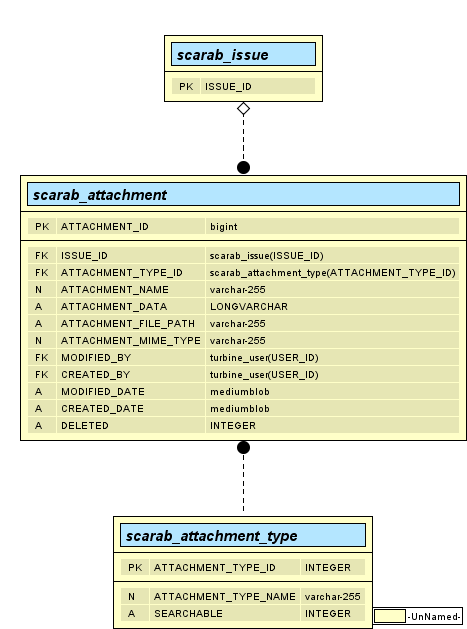 scarab_issue
PK ISSUE_ID
scarab_attachment
PK ATTACHMENT_ID bigint
FK ISSUE_ID scarab_issue(ISSUE_ID)
FK ATTACHMENT_TYPE_ID scarab_attachment_type(ATTACHMENT_TYPE_ID)
N ATTACHMENT_NAME varchar-255
A ATTACHMENT_DATA LONGVARCHAR
A ATTACHMENT_FILE_PATH varchar-255
N ATTACHMENT_MIME_TYPE varchar-255
FK MODIFIED_BY turbine_user(USER_ID)
FK CREATED_BY turbine_user(USER_ID)
A MODIFIED_DATE mediumblob
A CREATED_DATE mediumblob
A DELETED INTEGER
scarab_attachment_type
PK ATTACHMENT_TYPE_ID INTEGER
N ATTACHMENT_TYPE_NAME varchar-255
A SEARCHABLE INTEGER
-UnNamed-